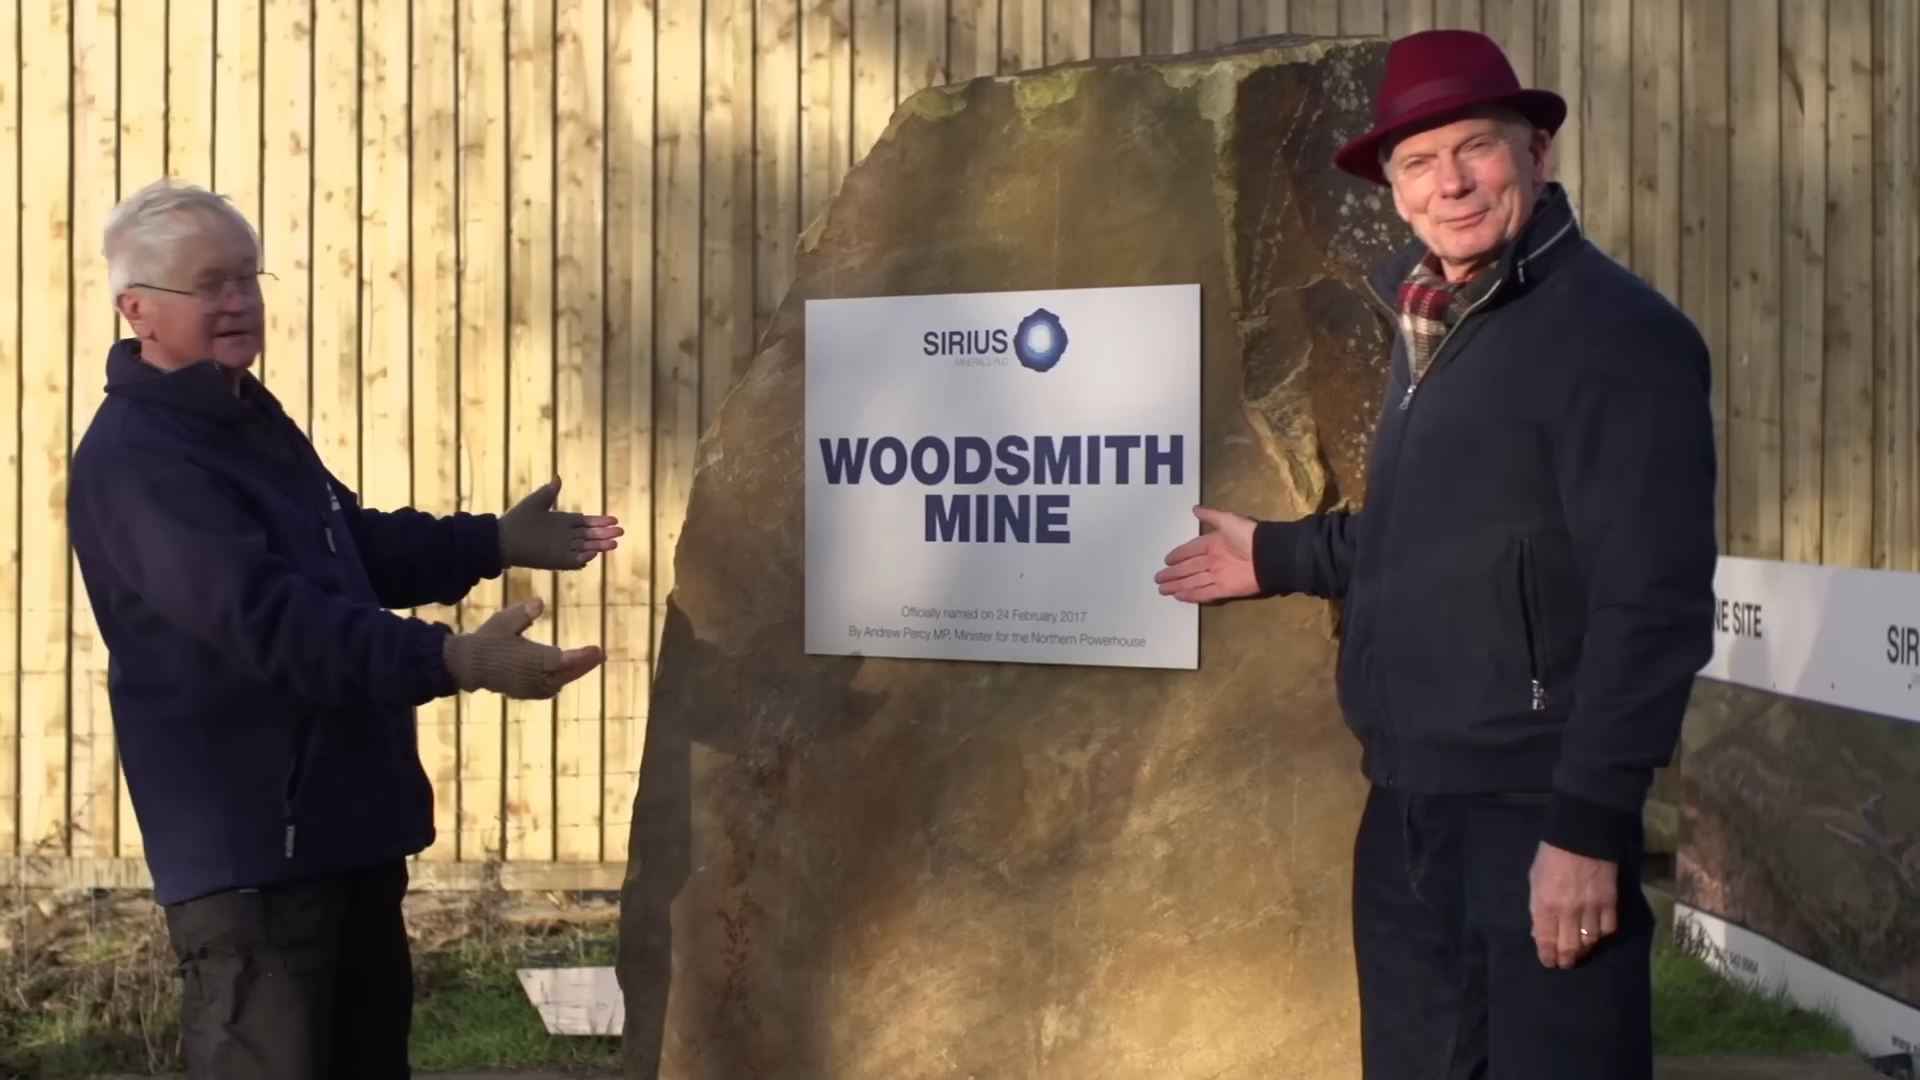 SIRIUS
MINERALS PLC
WOODSMITH
MINE
Officially named on 24 February 2017
By Andrew Percy MP, Minister for the Northern Powerhouse
NE SITE
SIR